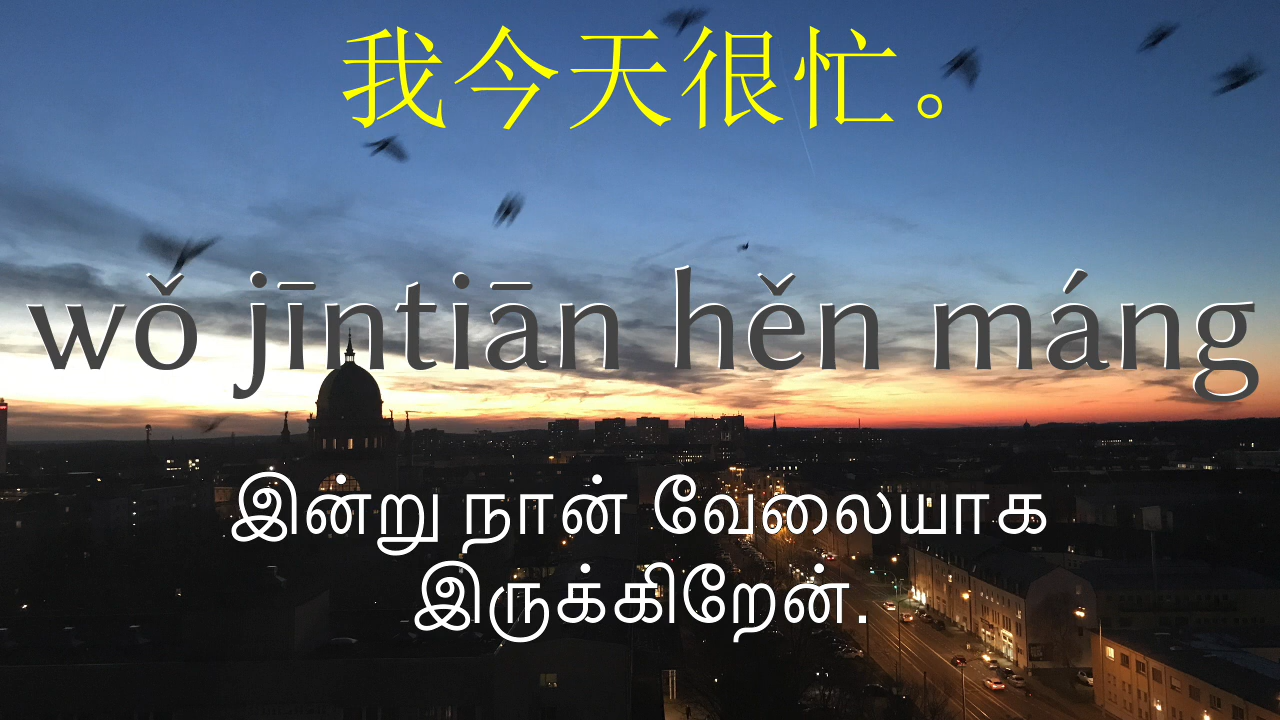 我今天很忙。
wǒ jīntiān hěn máng
இன்று நான் வேலையாக
இருக்கிறேன்.